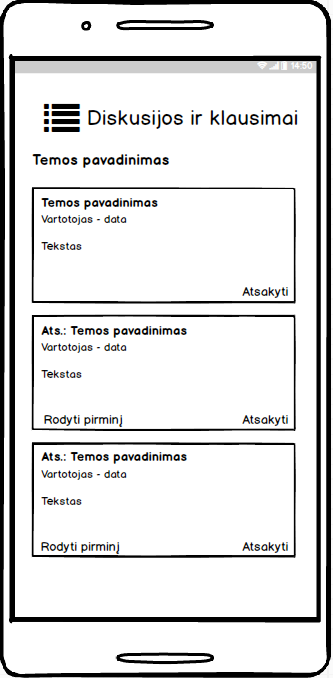 14:50
Diskusijos ir klausimai
Temos pavadinimas
Temos pavadinimas
Vartotojas - data
Tekstas
Atsakyti
Ats.: Temos pavadinimas
Vartotojas - data
Tekstas
Rodyti pirminį Atsakyti
Ats.: Temos pavadinimas
Vartotojas - data
Tekstas
Rodyti pirminį Atsakyti